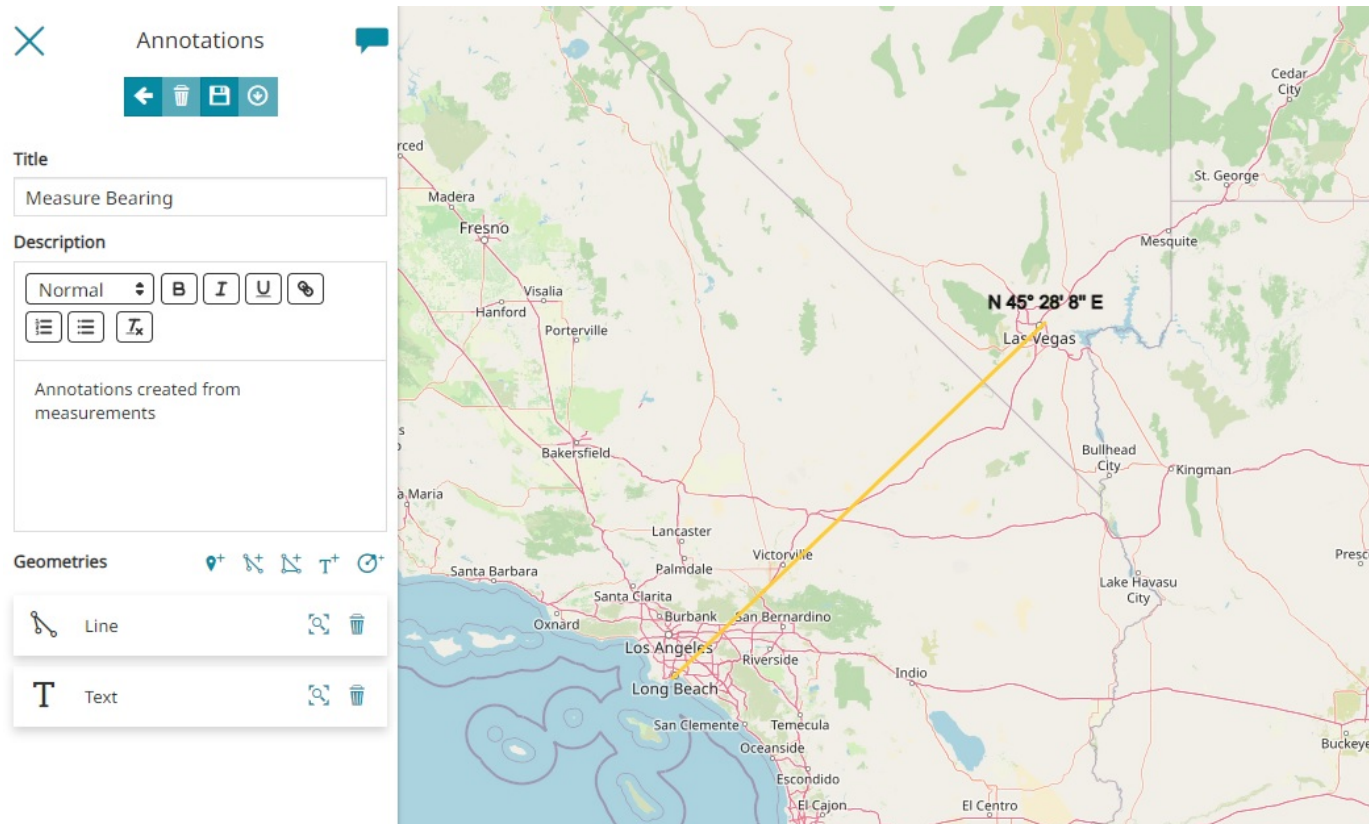 Annotations
Title
Measure Bearing
Description
Normal
B I U
Annotations created from
measurements
Geometries
T+
Line
T Text
Cedar
City
rced
St. George
Madera
Fresno
Mesquite
Visalia
Hanford
N 45° 28' 8" E
Porterville
Las Vegas
Bakersfield
Bullhead
City
Kingman
a Maria
Lancaster
Victorville
Palmdale
Presc
Santa Barbara
Lake Havasu
City
Santa Clarita
Oxnard
Burbank
San Bernardino
Los Angeles
Riverside
Indio
Long Beach
San Clemente
Temecula
Oceanside
Buckeye
Escondido
El Cajon
El Centro